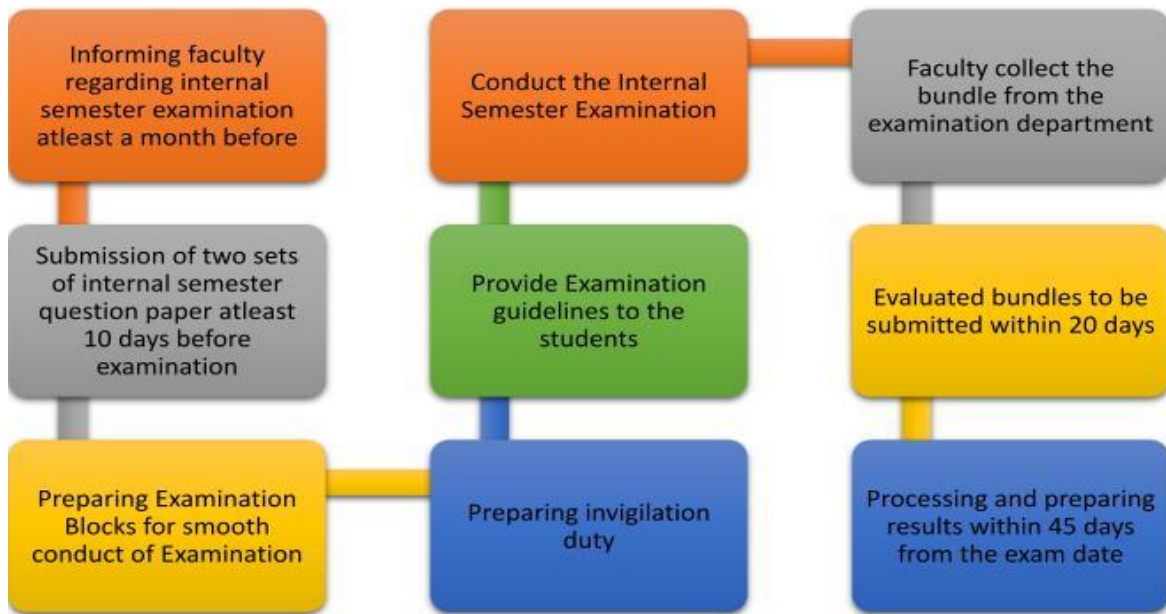 Informing faculty
regarding internal
semester examination
atleast a month before
Submission of two sets
of internal semester
question paper atleast
10 days before
examination
Preparing Examination
Blocks for smooth
conduct of Examination
Preparing invigilation
duty
Provide Examination
guidelines to the
students
Conduct the Internal
Semester Examination
Faculty collect the
bundle from the
examination department
Evaluated bundles to be
submitted within 20 days
Processing and preparing
results within 45 days
from the exam date